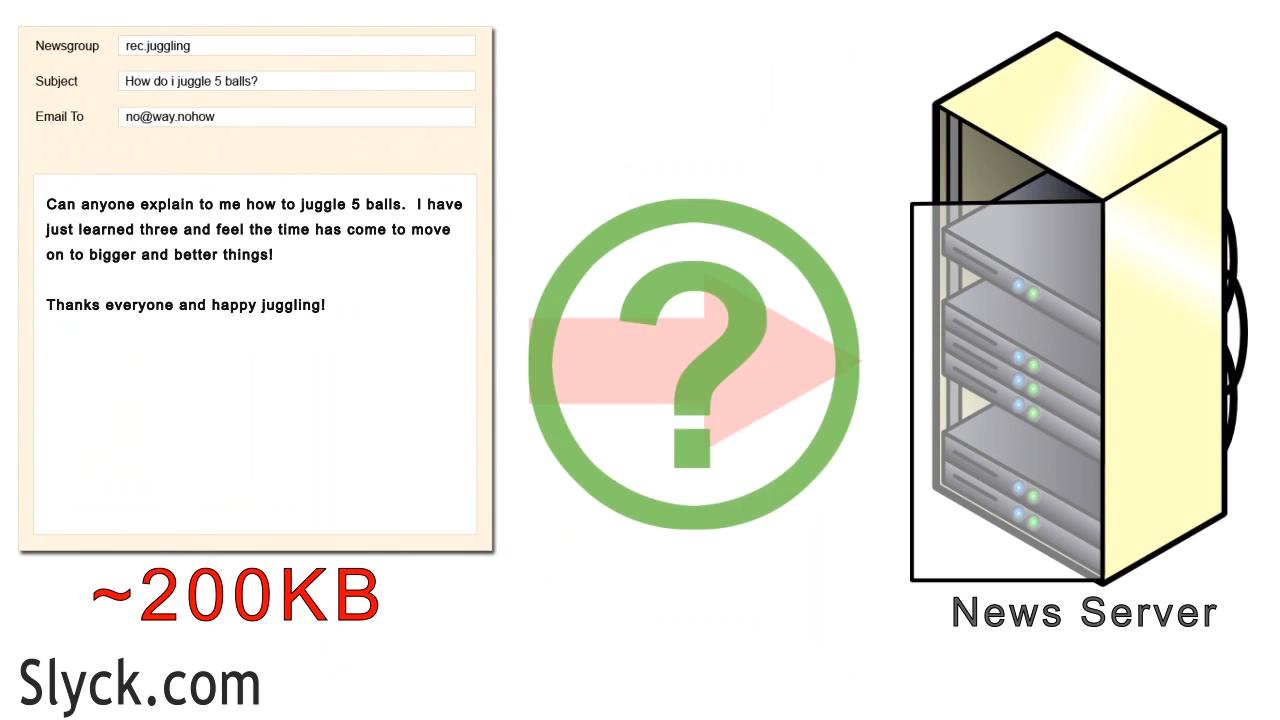 Newsgroup rec.juggling
Subject How do i juggle 5 balls?
Email To no@way.nohow
Can anyone explain to me how to juggle 5 balls.  I have
just learned three and feel the time has come to move
on to bigger and better things!
Thanks everyone and happy juggling!
~200KB
News Server
Slyck.com